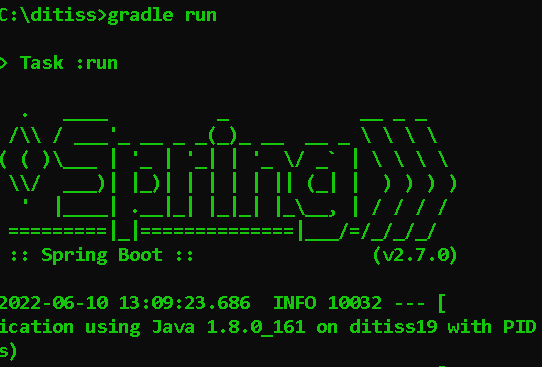 C:\ditiss>gradle run
> Task :run
  .   ____          _            __ _ _
 /\\ / ___'_ __ _ _(_)_ __  __ _ \ \ \ \
( ( )\___ | '_ | '_| | '_ \/ _` | \ \ \ \
 \\/  ___)| |_)| | | | | || (_| |  ) ) ) )
  '  |____| .__|_| |_|_| |_\__, | / / / /
 =========|_|==============|___/=/_/_/_/
 :: Spring Boot ::                (v2.7.0)
2022-06-10 13:09:23.686  INFO 10032 --- [
ication using Java 1.8.0_161 on ditiss19 with PID
s)